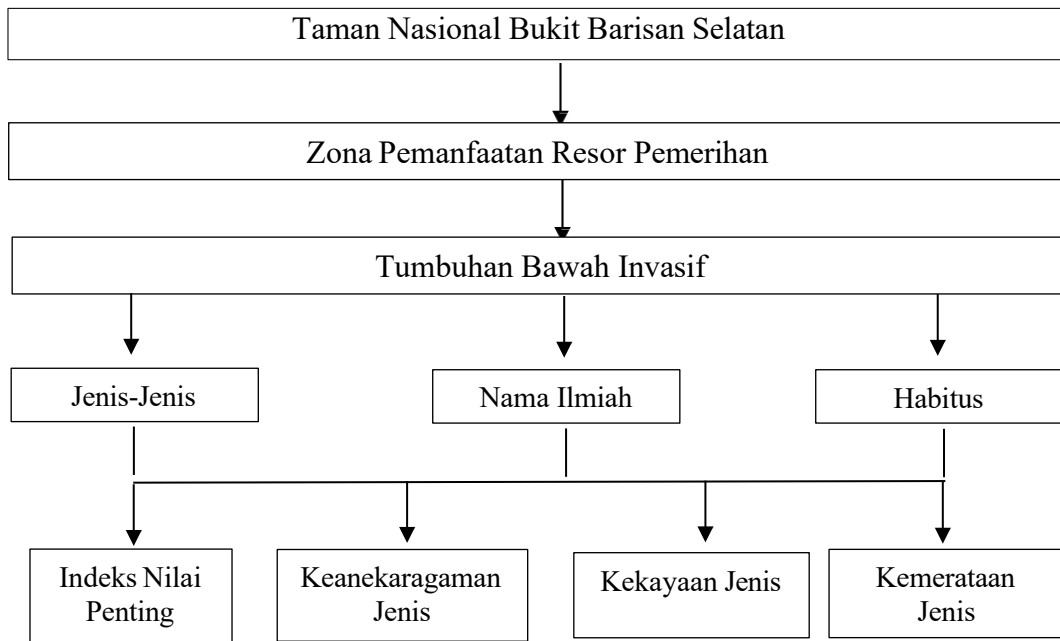 Taman Nasional Bukit Barisan Selatan
Zona Pemanfaatan Resor Pemerihan
Tumbuhan Bawah Invasif
Jenis-Jenis
Nama Ilmiah
Habitus
Indeks Nilai
Penting
Keanekaragaman
Jenis
Kekayaan Jenis
Kemerataan
Jenis